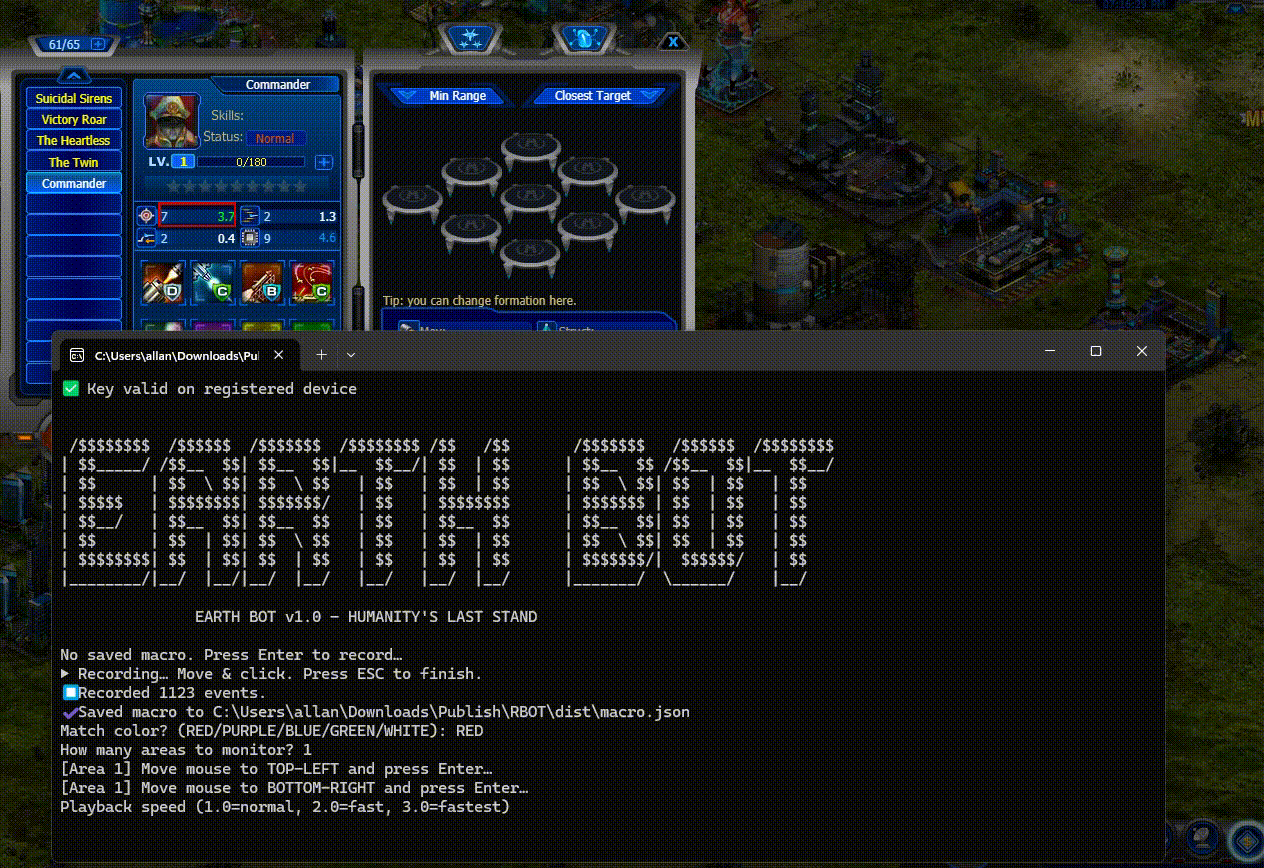 61/65
X
Suicidal Sirens
Victory Roar
The Heartless
The Twin
Commander
Commander
Skills:
Status: Normal
LV. 1 0/180
7 3.7 2 1.3
2 0.4 9 4.6
D C B C
Min Range
Closest Target
Tip: you can change formation here.
C:\Users\allan\Downloads\Pul
Key valid on registered device
EARTH BOT
EARTH BOT v1.0 – HUMANITY'S LAST STAND
No saved macro. Press Enter to record…
Recording… Move & click. Press ESC to finish.
Recorded 1123 events.
Saved macro to C:\Users\allan\Downloads\Publish\RBOT\dist\macro.json
Match color? (RED/PURPLE/BLUE/GREEN/WHITE): RED
How many areas to monitor? 1
[Area 1] Move mouse to TOP-LEFT and press Enter…
[Area 1] Move mouse to BOTTOM-RIGHT and press Enter…
Playback speed (1.0=normal, 2.0=fast, 3.0=fastest)